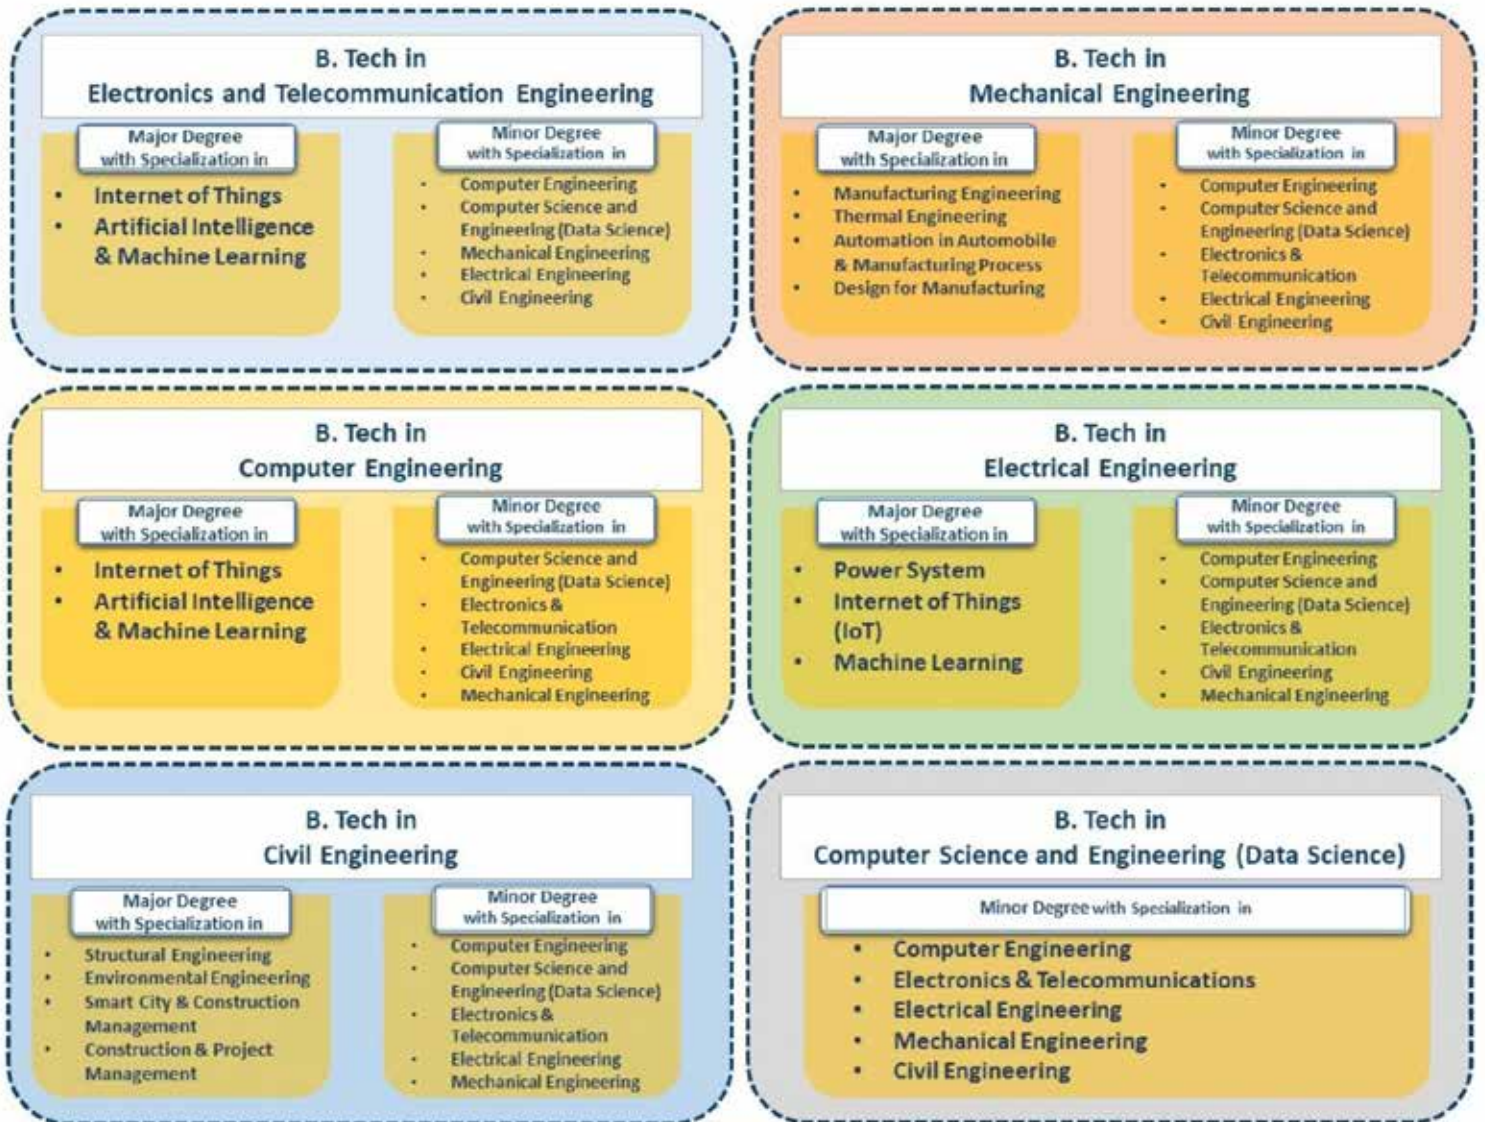 B. Tech in
Electronics and Telecommunication Engineering
Major Degree
with Specialization in
• Internet of Things
• Artificial Intelligence
& Machine Learning
Minor Degree
with Specialization in
• Computer Engineering
• Computer Science and
Engineering (Data Science)
• Mechanical Engineering
• Electrical Engineering
• Civil Engineering
B. Tech in
Mechanical Engineering
Major Degree
with Specialization in
• Manufacturing Engineering
• Thermal Engineering
• Automation in Automobile
& Manufacturing Process
• Design for Manufacturing
Minor Degree
with Specialization in
• Computer Engineering
• Computer Science and
Engineering (Data Science)
• Electronics &
Telecommunication
• Electrical Engineering
• Civil Engineering
B. Tech in
Computer Engineering
Major Degree
with Specialization in
• Internet of Things
• Artificial Intelligence
& Machine Learning
Minor Degree
with Specialization in
• Computer Science and
Engineering (Data Science)
• Electronics &
Telecommunication
• Electrical Engineering
• Civil Engineering
• Mechanical Engineering
B. Tech in
Electrical Engineering
Major Degree
with Specialization in
• Power System
• Internet of Things
(IoT)
• Machine Learning
Minor Degree
with Specialization in
• Computer Engineering
• Computer Science and
Engineering (Data Science)
• Electronics &
Telecommunication
• Civil Engineering
• Mechanical Engineering
B. Tech in
Civil Engineering
Major Degree
with Specialization in
• Structural Engineering
• Environmental Engineering
• Smart City & Construction
Management
• Construction & Project
Management
Minor Degree
with Specialization in
• Computer Engineering
• Computer Science and
Engineering (Data Science)
• Electronics &
Telecommunication
• Electrical Engineering
• Mechanical Engineering
B. Tech in
Computer Science and Engineering (Data Science)
Minor Degree with Specialization in
• Computer Engineering
• Electronics & Telecommunications
• Electrical Engineering
• Mechanical Engineering
• Civil Engineering